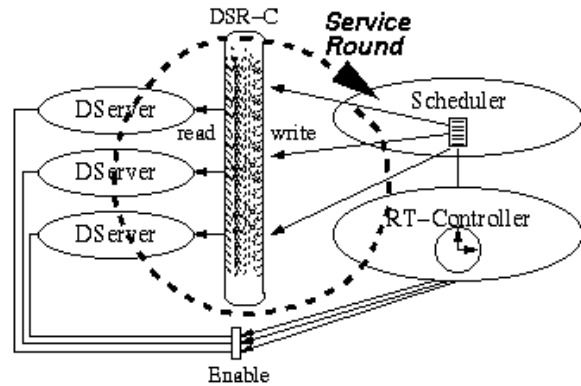 DSR-C
Service
Round
DServer
Scheduler
read
write
DServer
DServer
RT-Controller
Enable